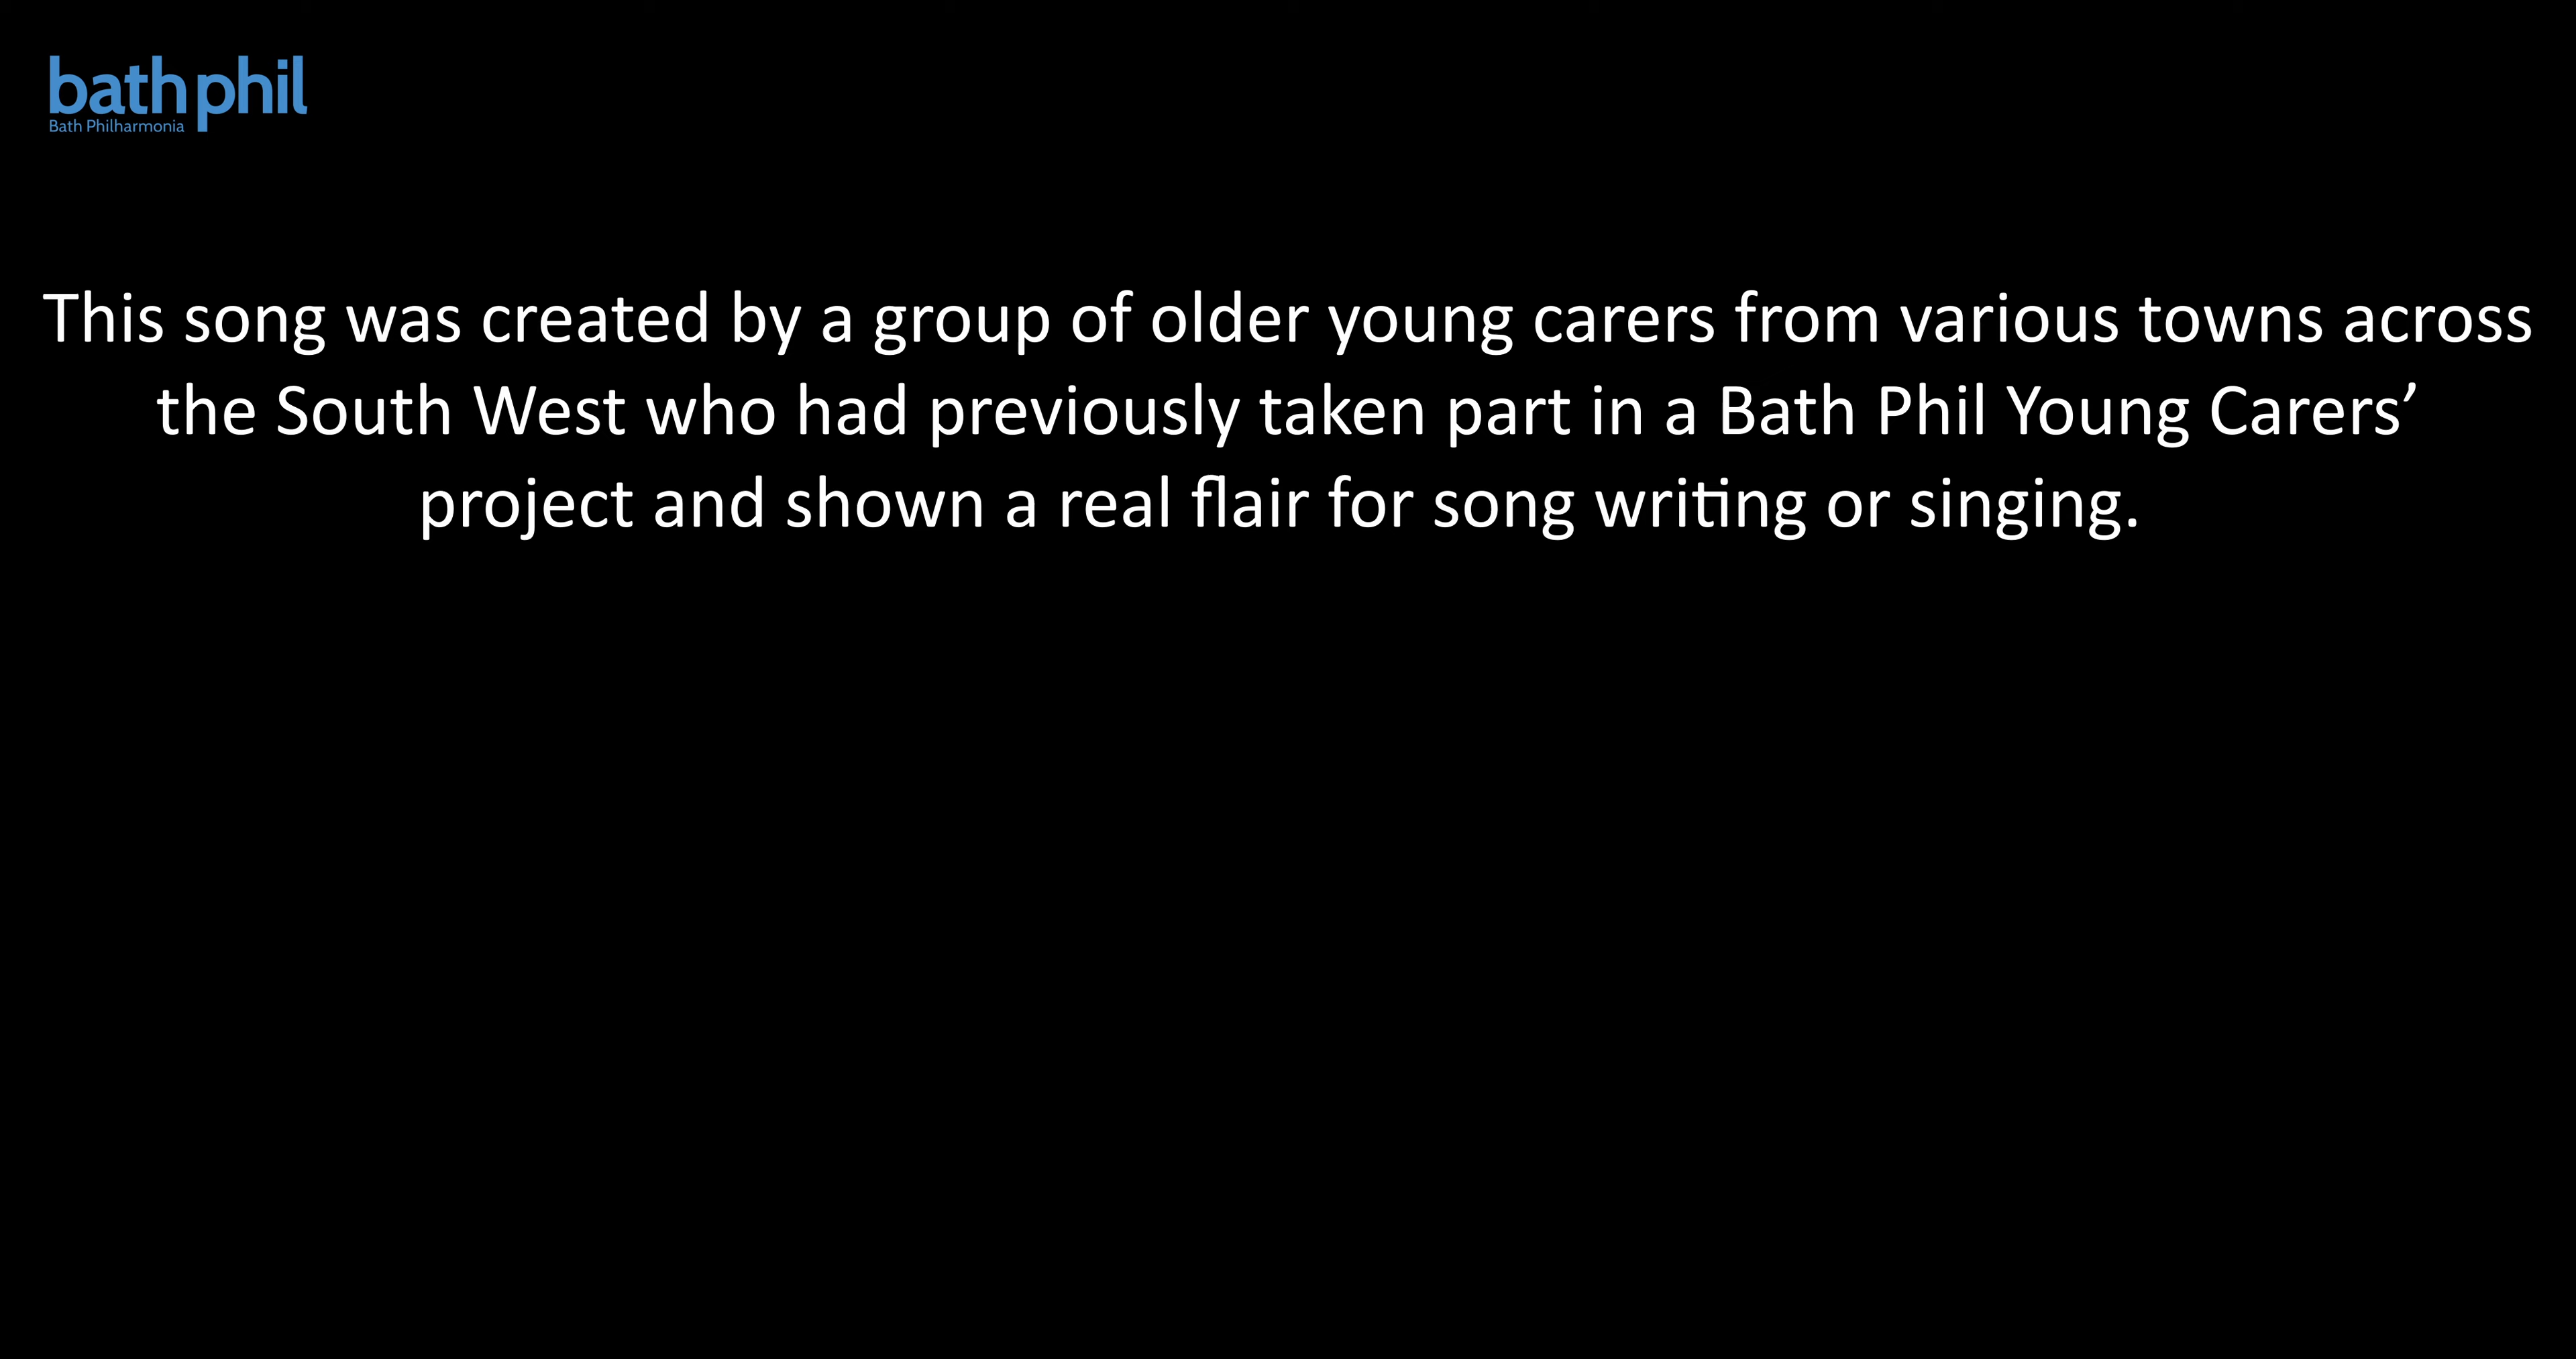 bath phil
Bath Philharmonia
This song was created by a group of older young carers from various towns across
the South West who had previously taken part in a Bath Phil Young Carers’
project and shown a real flair for song writing or singing.